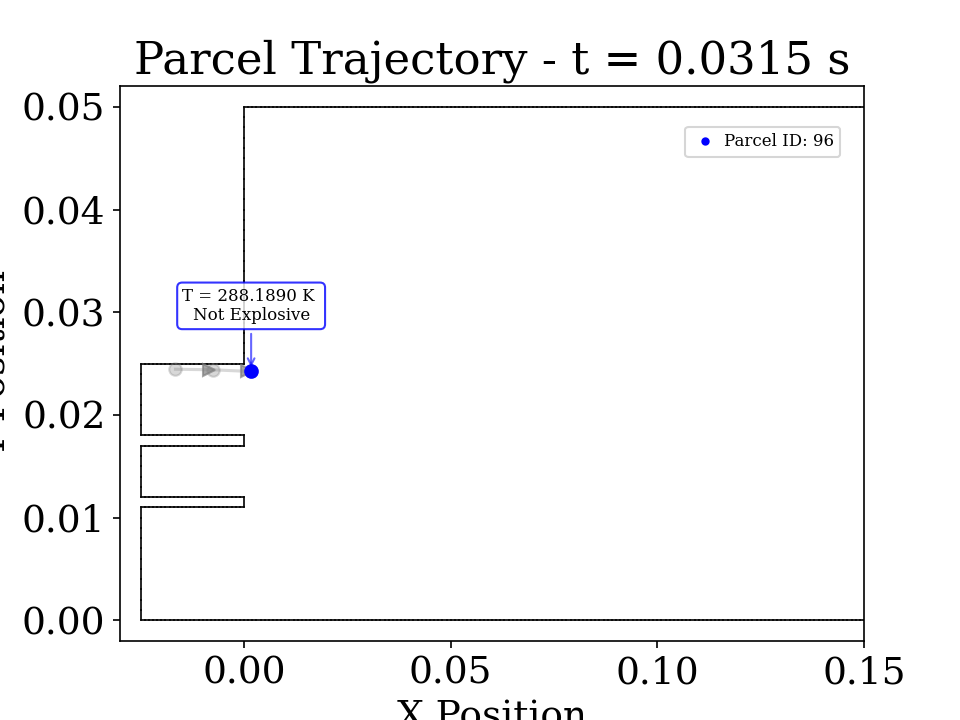 Parcel Trajectory - t = 0.0315 s
0.05
Parcel ID: 96
0.04
T = 288.1890 K
Not Explosive
0.03
0.02
0.01
0.00
0.00 0.05 0.10 0.15
X Position